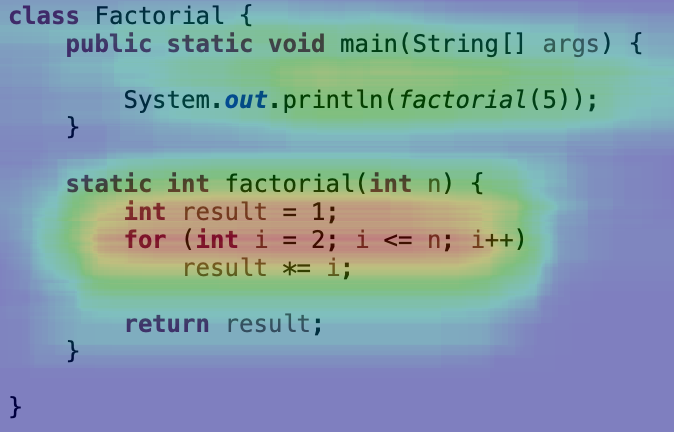 class Factorial {
    public static void main(String[] args) {
        System.out.println(factorial(5));
    }
    static int factorial(int n) {
        int result = 1;
        for (int i = 2; i <= n; i++)
            result *= i;
        return result;
    }
}